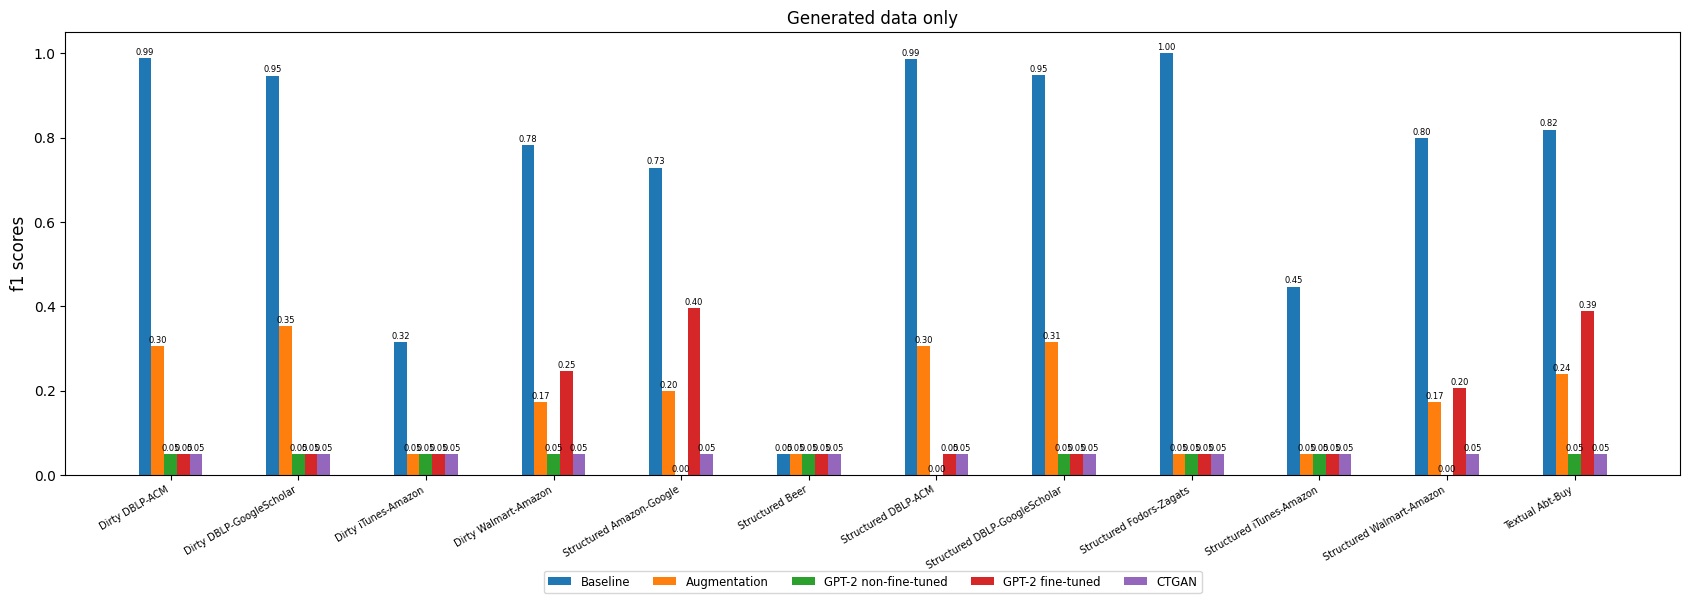 Generated data only
f1 scores
1.0
0.8
0.6
0.4
0.2
0.0
0.99 0.30 0.05 0.05 0.05
0.95 0.35 0.05 0.05 0.05
0.32 0.05 0.05 0.05 0.05
0.78 0.17 0.05 0.25 0.05
0.73 0.20 0.00 0.40 0.05
0.05 0.05 0.05 0.05 0.05
0.99 0.30 0.00 0.05 0.05
0.95 0.31 0.05 0.05 0.05
1.00 0.05 0.05 0.05 0.05
0.45 0.05 0.05 0.05 0.05
0.80 0.17 0.00 0.20 0.05
0.82 0.24 0.05 0.39 0.05
Dirty DBLP-ACM
Dirty DBLP-GoogleScholar
Dirty iTunes-Amazon
Dirty Walmart-Amazon
Structured Amazon-Google
Structured Beer
Structured DBLP-ACM
Structured DBLP-GoogleScholar
Structured Fodors-Zagats
Structured iTunes-Amazon
Structured Walmart-Amazon
Textual Abt-Buy
Baseline Augmentation GPT-2 non-fine-tuned GPT-2 fine-tuned CTGAN